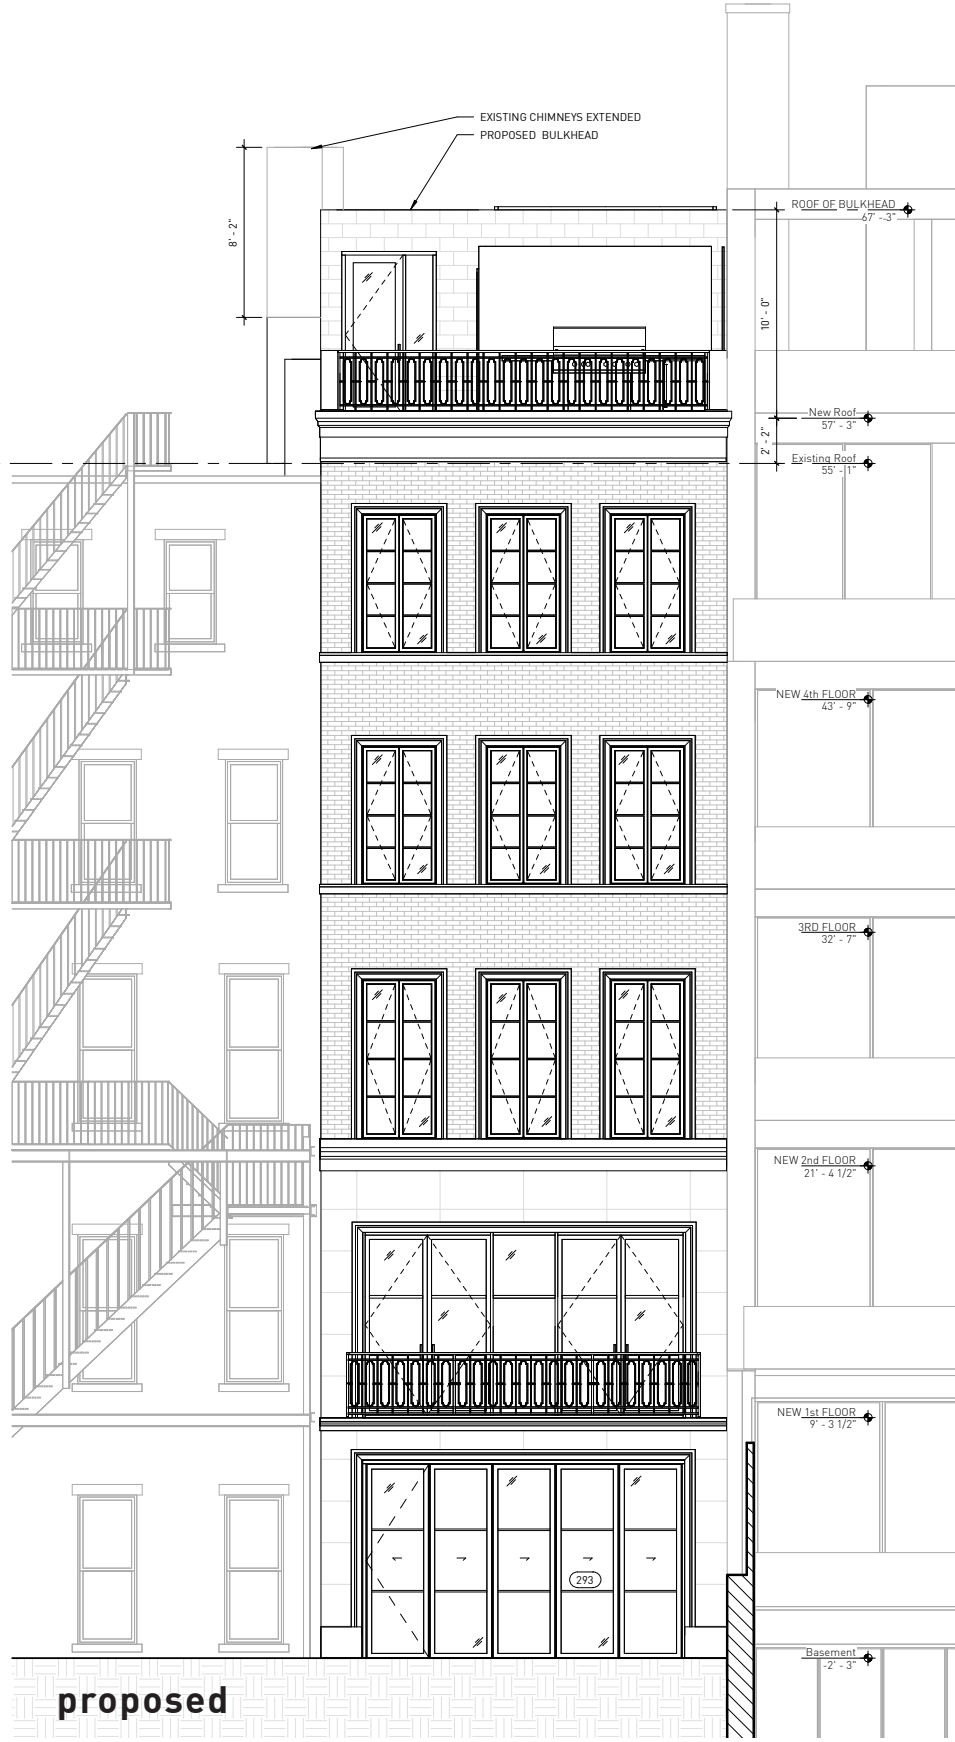 EXISTING CHIMNEYS EXTENDED
PROPOSED BULKHEAD
ROOF OF BULKHEAD
67' - 3"
8' - 2"
10' - 0"
New Roof
57' - 3"
2' - 2"
Existing Roof
55' - 1"
NEW 4th FLOOR
43' - 9"
3RD FLOOR
32' - 7"
NEW 2nd FLOOR
21' - 4 1/2"
NEW 1st FLOOR
9' - 3 1/2"
293
Basement
-2' - 3"
proposed